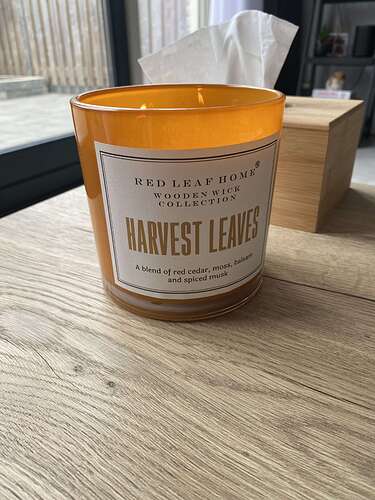 RED LEAF HOME®
WOODEN WICK
COLLECTION
HARVEST LEAVES
A blend of red cedar, moss, balsam
and spiced musk